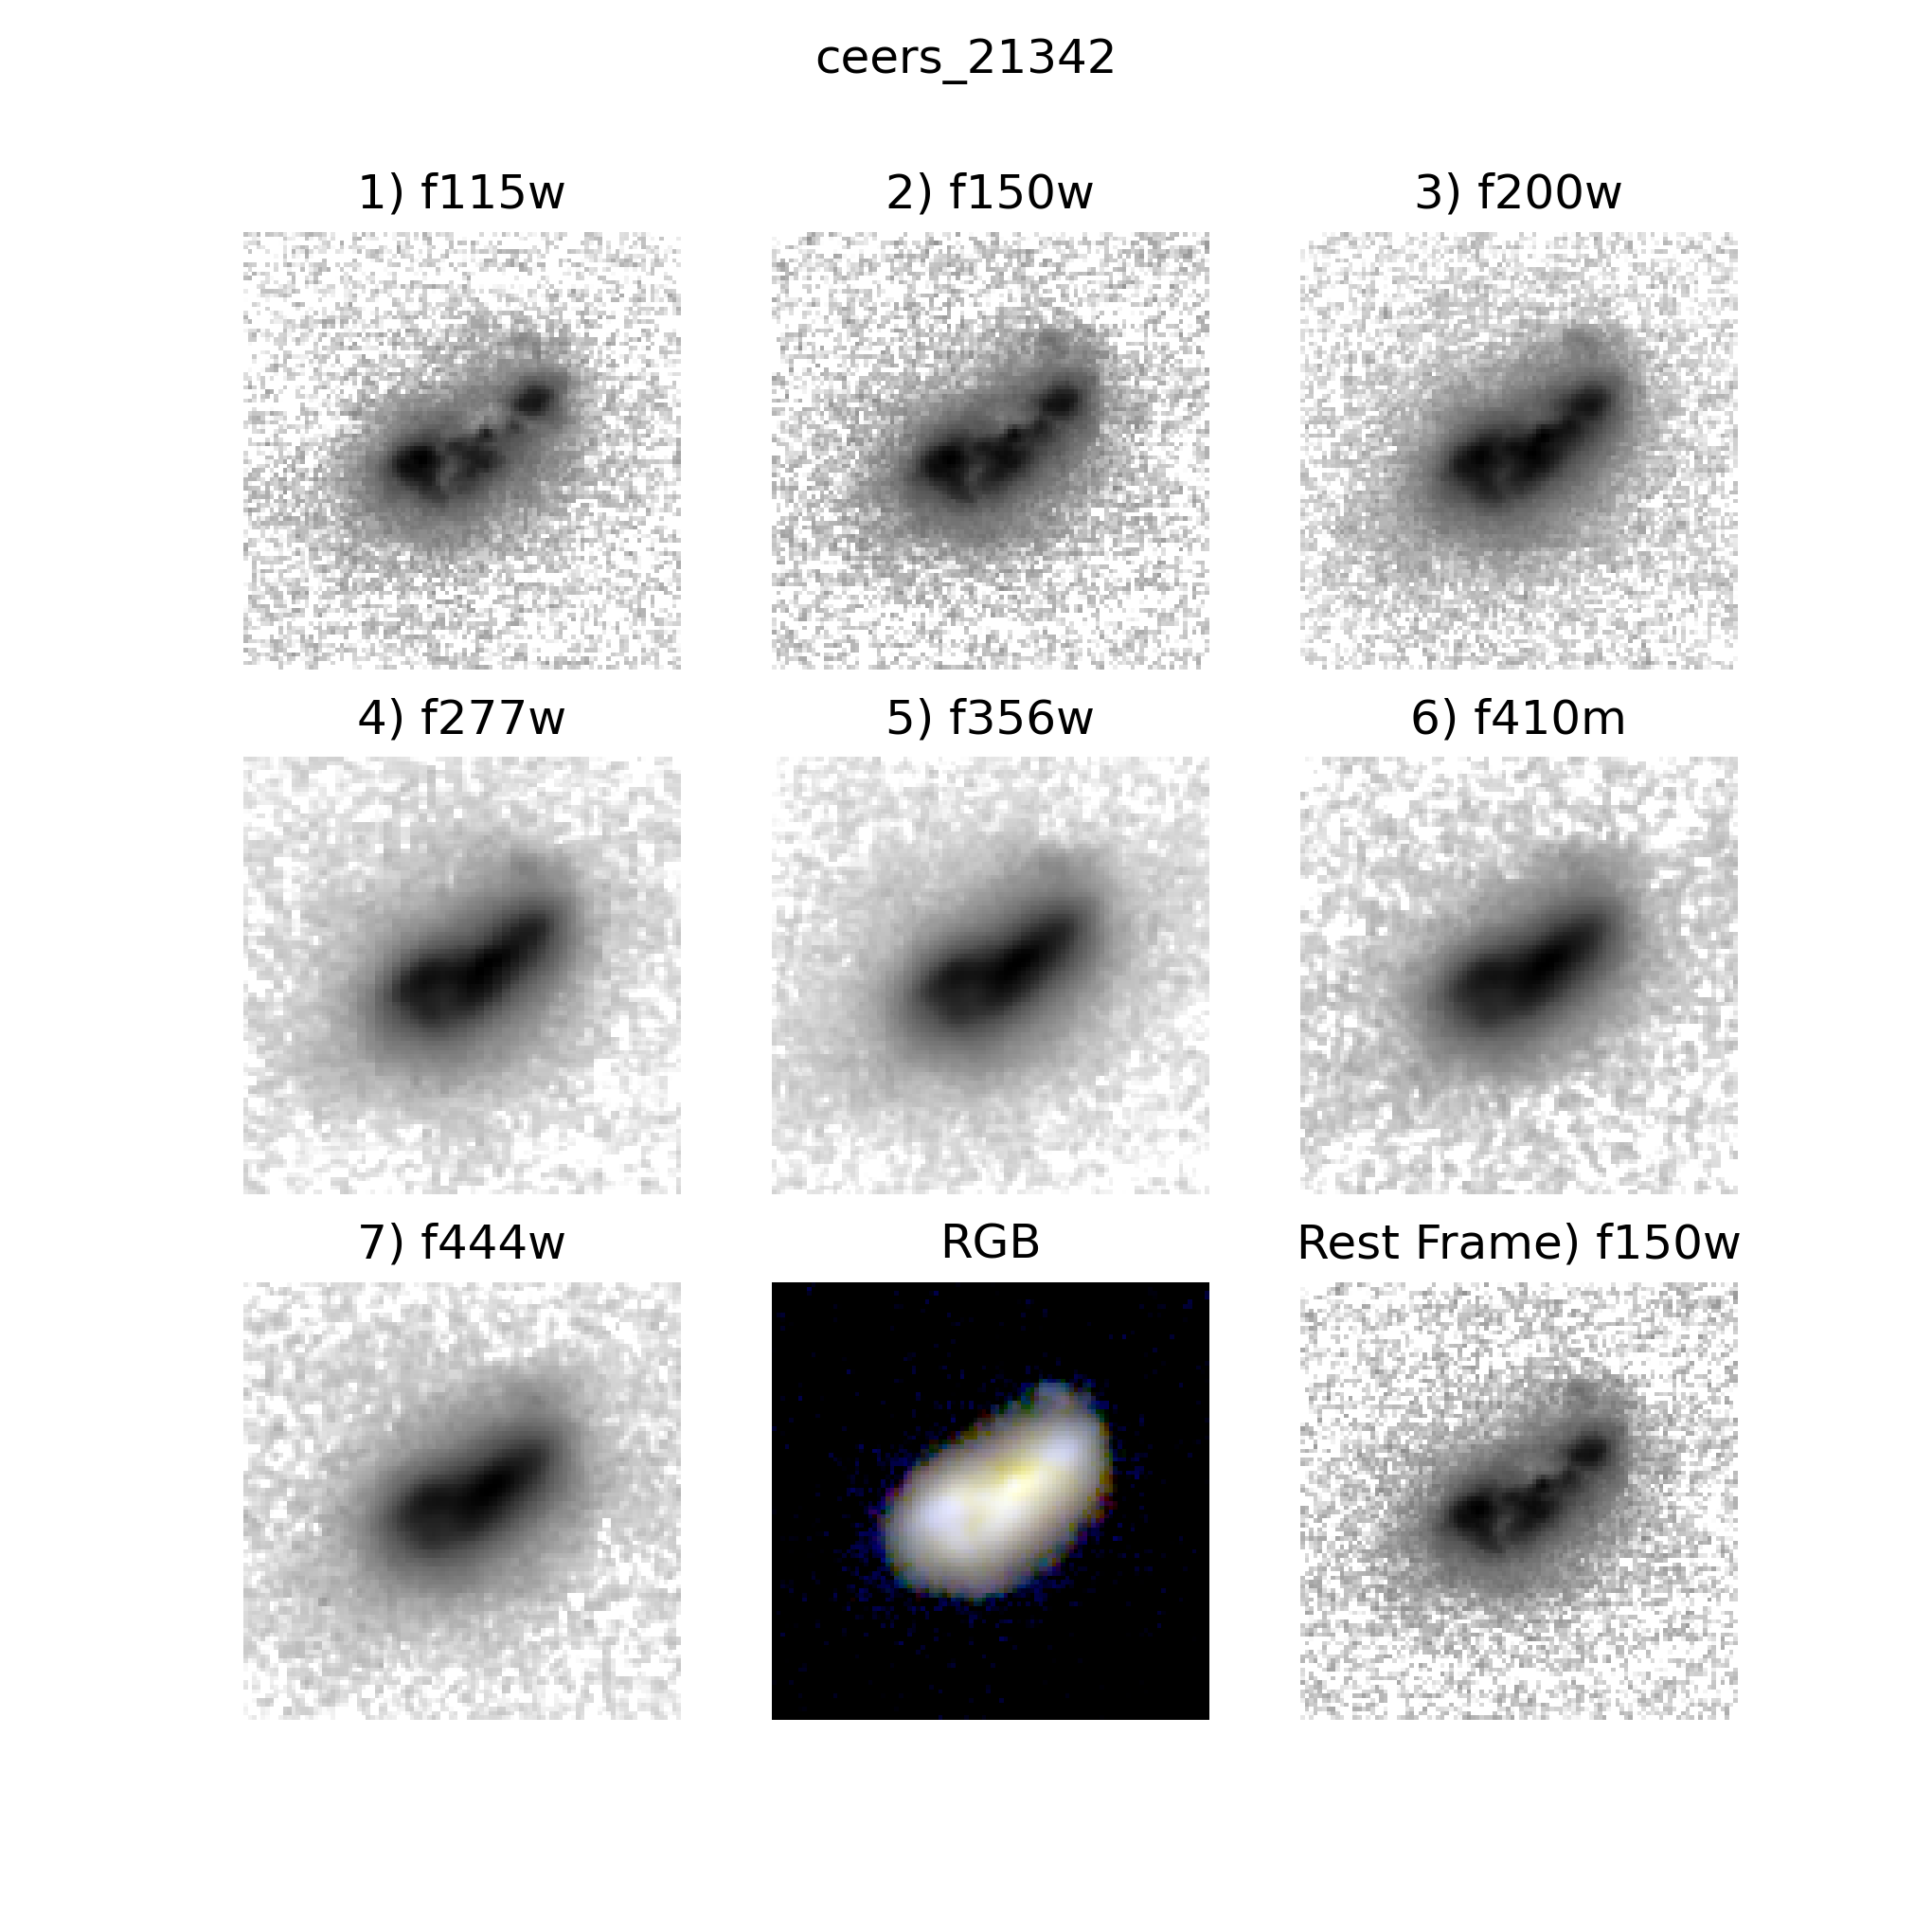 ceers_21342
1) f115w
2) f150w
3) f200w
4) f277w
5) f356w
6) f410m
7) f444w
RGB
Rest Frame) f150w